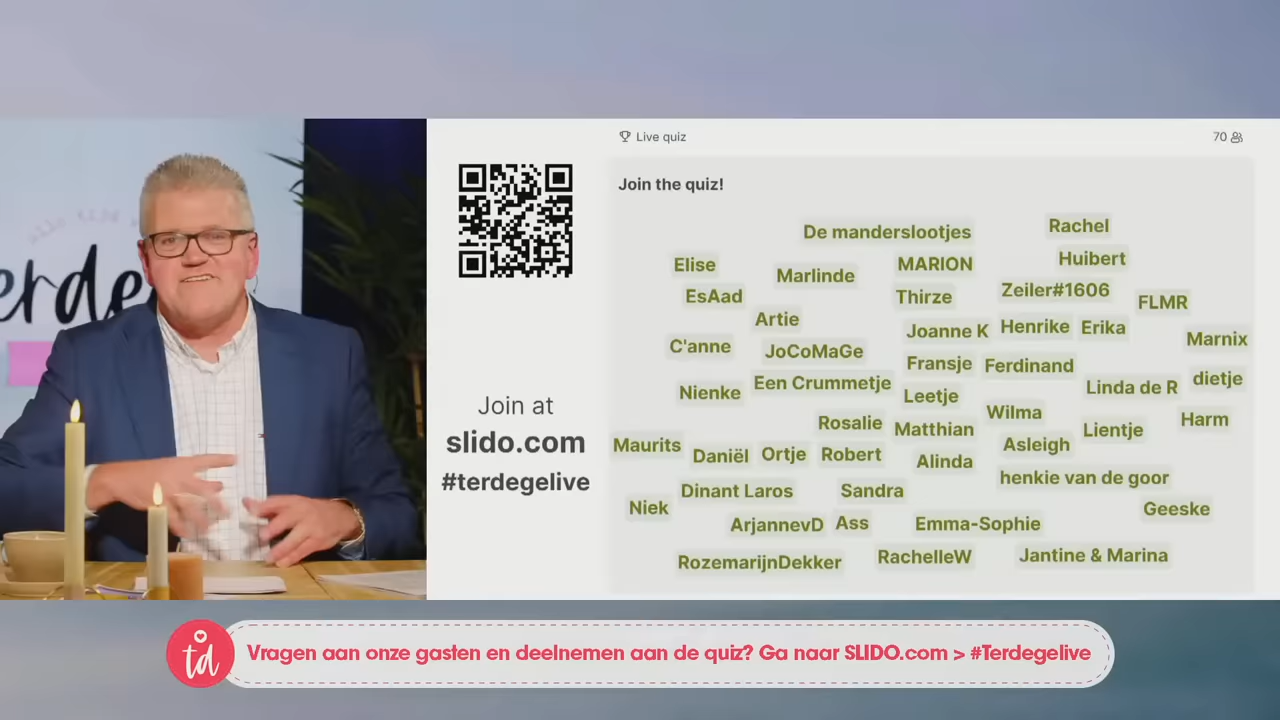 erde
Live quiz
70
Join the quiz!
Join at
slido.com
#terdegelive
De manderslootjes
Rachel
Elise
Marlinde
MARION
Huibert
EsAad
Thirze
Zeiler#1606
FLMR
Artie
Joanne K
Henrike
Erika
Marnix
C'anne
JoCoMaGe
Fransje
Ferdinand
Nienke
Een Crummetje
Leetje
Linda de R
dietje
Rosalie
Matthian
Wilma
Lientje
Harm
Maurits
Daniël
Ortje
Robert
Alinda
Asleigh
Dinant Laros
Sandra
henkie van de goor
Niek
ArjannevD
Ass
Emma-Sophie
Geeske
RozemarijnDekker
RachelleW
Jantine & Marina
td
Vragen aan onze gasten en deelnemen aan de quiz? Ga naar SLIDO.com > #Terdegelive